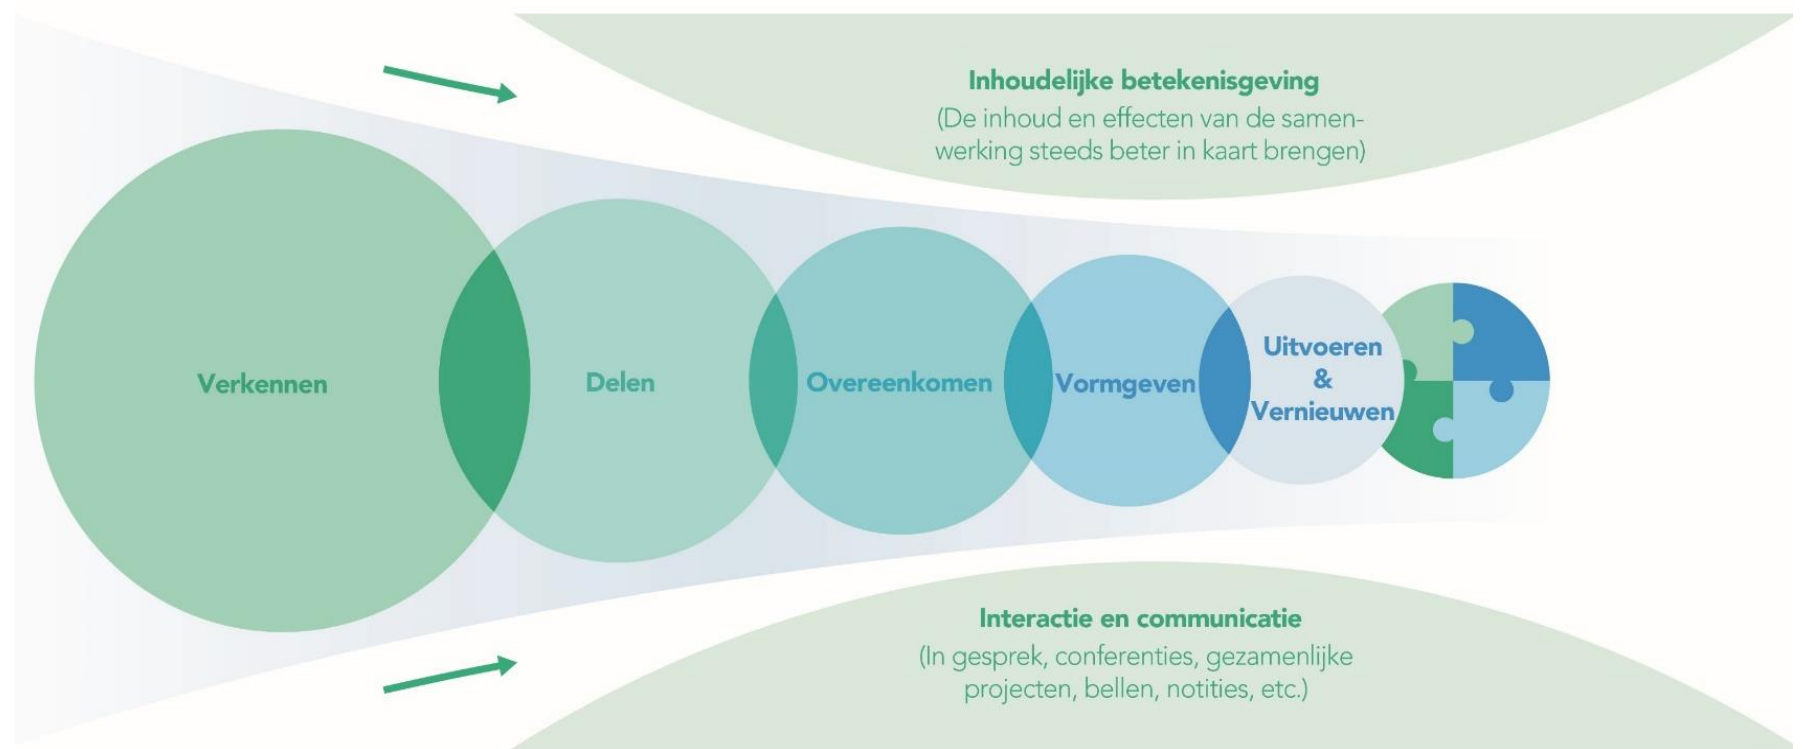 Inhoudelijke betekenisgeving
(De inhoud en effecten van de samen-
werking steeds beter in kaart brengen)
Verkennen
Delen
Overeenkomen
Vormgeven
Uitvoeren
&
Vernieuwen
Interactie en communicatie
(In gesprek, conferenties, gezamenlijke
projecten, bellen, notities, etc.)